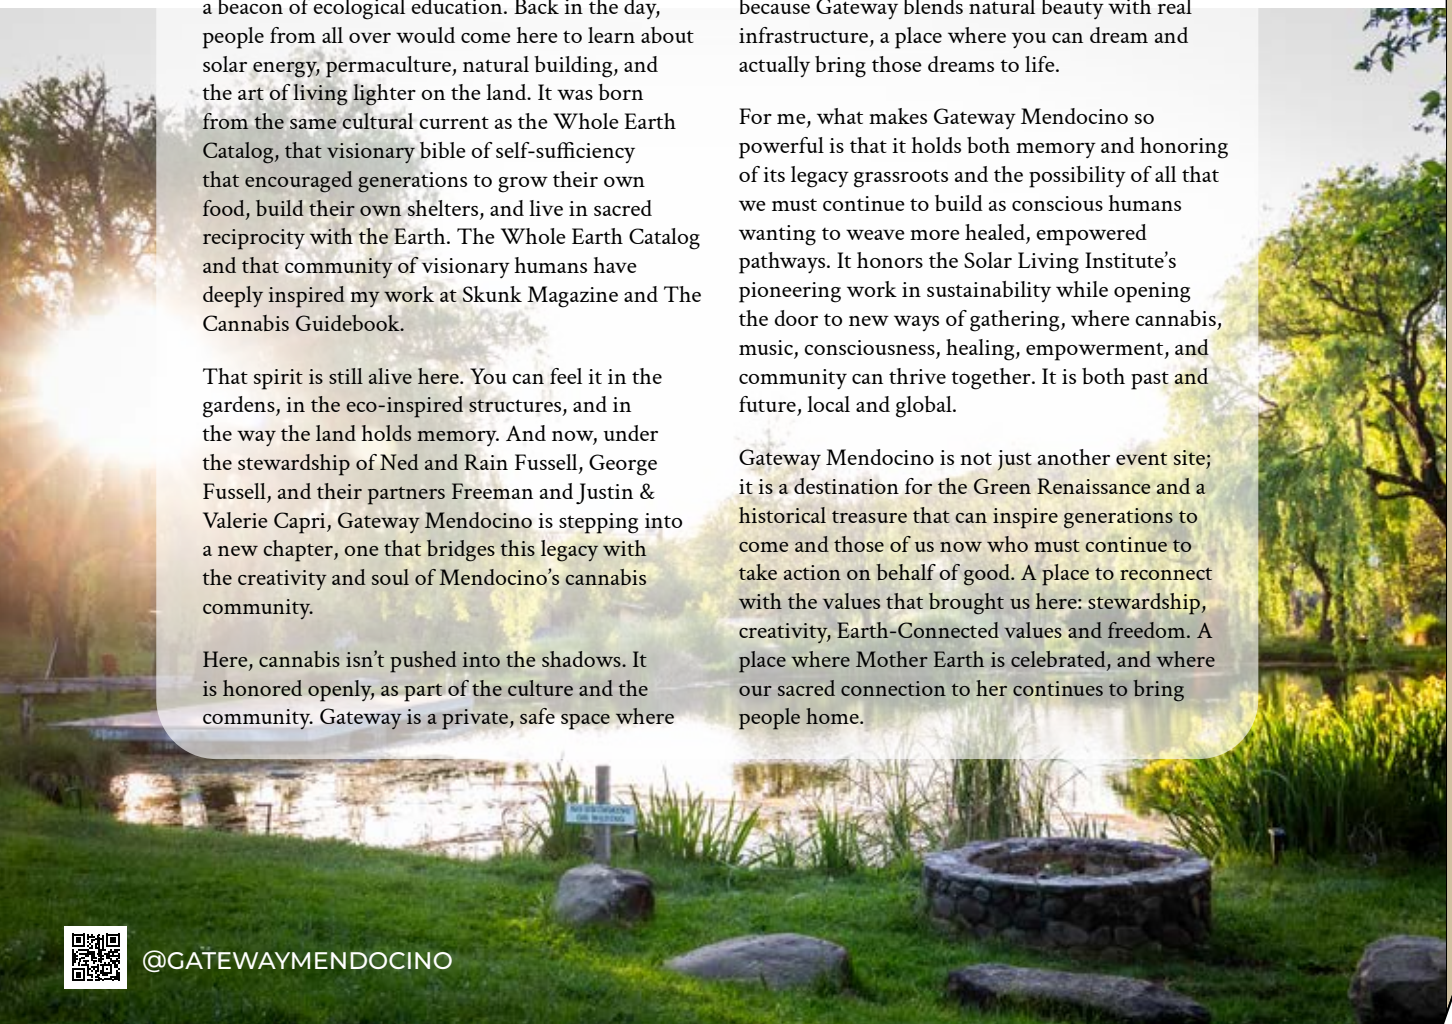 a beacon of ecological education. Back in the day,
people from all over would come here to learn about
solar energy, permaculture, natural building, and
the art of living lighter on the land. It was born
from the same cultural current as the Whole Earth
Catalog, that visionary bible of self-sufficiency
that encouraged generations to grow their own
food, build their own shelters, and live in sacred
reciprocity with the Earth. The Whole Earth Catalog
and that community of visionary humans have
deeply inspired my work at Skunk Magazine and The
Cannabis Guidebook.
That spirit is still alive here. You can feel it in the
gardens, in the eco-inspired structures, and in
the way the land holds memory. And now, under
the stewardship of Ned and Rain Fussell, George
Fussell, and their partners Freeman and Justin &
Valerie Capri, Gateway Mendocino is stepping into
a new chapter, one that bridges this legacy with
the creativity and soul of Mendocino’s cannabis
community.
Here, cannabis isn’t pushed into the shadows. It
is honored openly, as part of the culture and the
community. Gateway is a private, safe space where
because Gateway blends natural beauty with real
infrastructure, a place where you can dream and
actually bring those dreams to life.
For me, what makes Gateway Mendocino so
powerful is that it holds both memory and honoring
of its legacy grassroots and the possibility of all that
we must continue to build as conscious humans
wanting to weave more healed, empowered
pathways. It honors the Solar Living Institute’s
pioneering work in sustainability while opening
the door to new ways of gathering, where cannabis,
music, consciousness, healing, empowerment, and
community can thrive together. It is both past and
future, local and global.
Gateway Mendocino is not just another event site;
it is a destination for the Green Renaissance and a
historical treasure that can inspire generations to
come and those of us now who must continue to
take action on behalf of good. A place to reconnect
with the values that brought us here: stewardship,
creativity, Earth-Connected values and freedom. A
place where Mother Earth is celebrated, and where
our sacred connection to her continues to bring
people home.
NO SWIMMING
OR WADING
@GATEWAYMENDOCINO